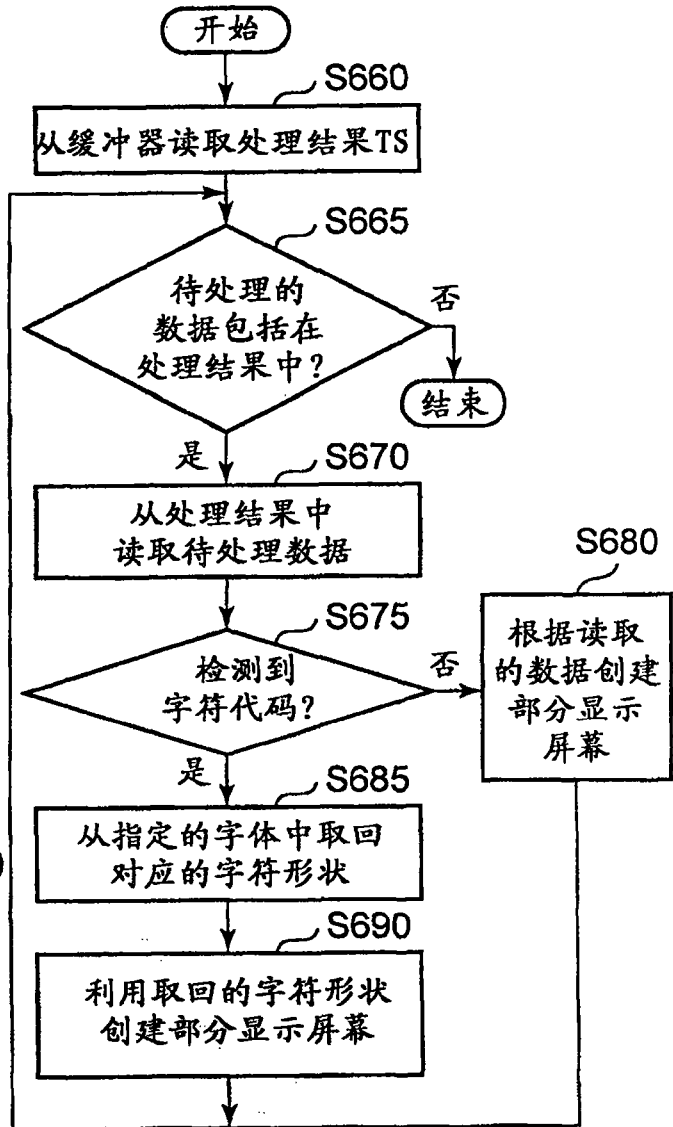 开始
S660
从缓冲器读取处理结果TS
S665
待处理的
数据包括在
处理结果中?
否
结束
是
S670
从处理结果中
读取待处理数据
S675
检测到
字符代码?
否
S680
根据读取
的数据创建
部分显示
屏幕
是
S685
从指定的字体中取回
对应的字符形状
S690
利用取回的字符形状
创建部分显示屏幕